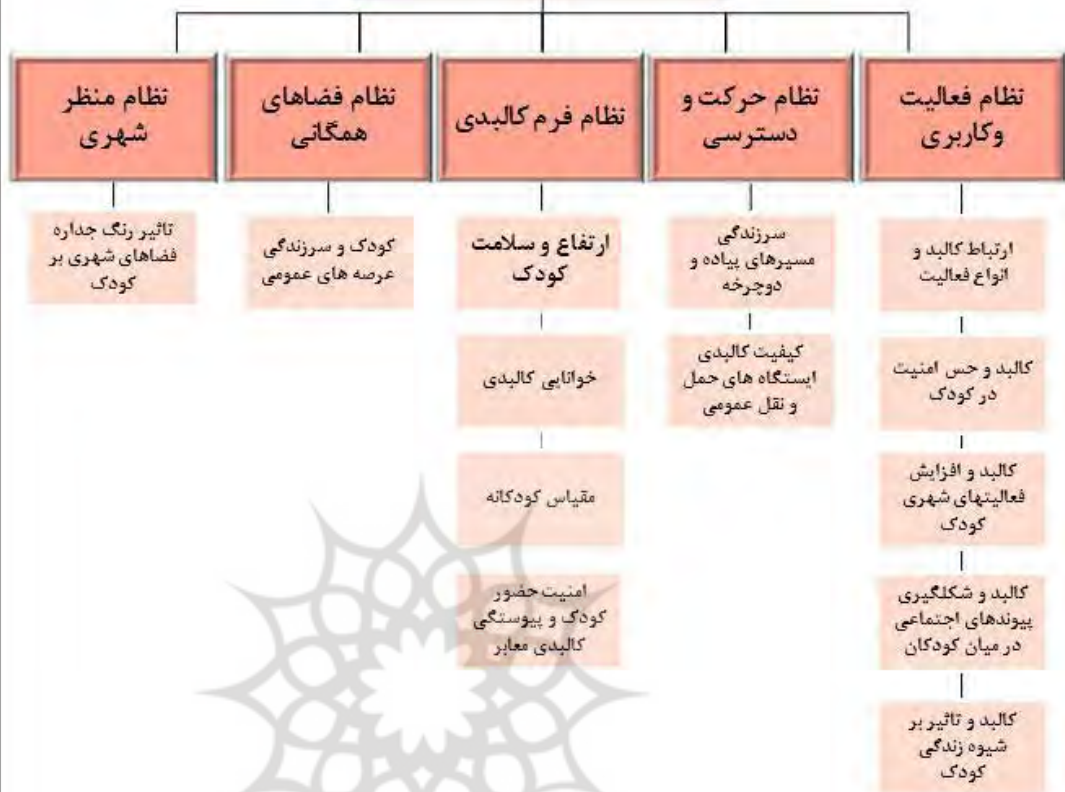 نظام فعالیت
وکاربری
نظام حرکت و
دسترسی
نظام فرم کالبدی
نظام فضاهای
همگانی
نظام منظر
شهری
ارتباط کالبد و
انواع فعالیت
کالبد و حس امنیت
در کودک
کالبد و افزایش
فعالیتهای شهری
کودک
کالبد و شکلگیری
پیوندهای اجتماعی
در میان کودکان
کالبد و تاثیر بر
شیوه زندگی
کودک
سرزندگی
مسیرهای پیاده و
دوچرخه
کیفیت کالبدی
ایستگاه های حمل
و نقل عمومی
ارتفاع و سلامت
کودک
خوانایی کالبدی
مقیاس کودکانه
امنیت حضور
کودک و پیوستگی
کالبدی معابر
کودک و سرزندگی
عرصه های عمومی
تاثیر رنگ جداره
فضاهای شهری بر
کودک